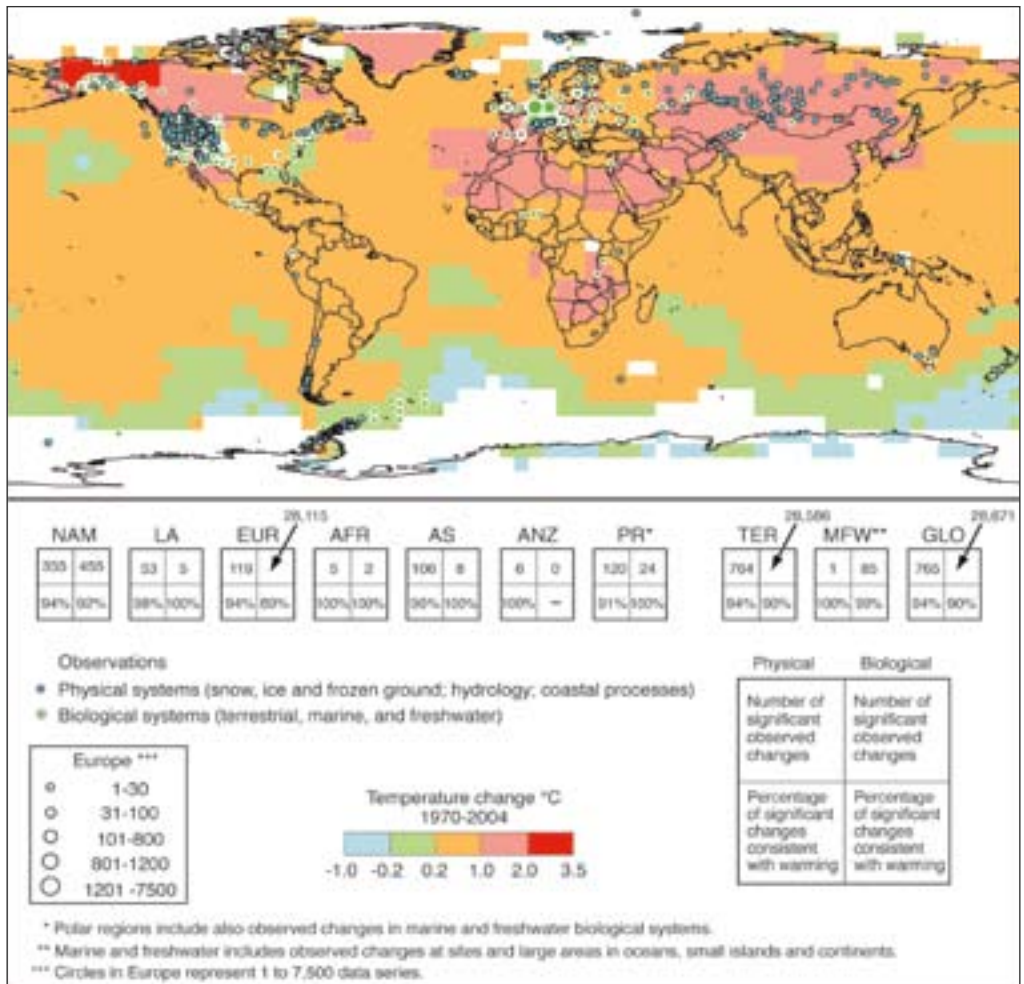 28,115 28,586 28,671
NAM LA EUR AFR AS ANZ PR* TER MFW** GLO
355 455 53 5 119 5 2 106 8 6 0 120 24 764 1 85 765
94% 92% 98% 100% 94% 89% 100% 100% 96% 100% 100% – 91% 100% 94% 90% 100% 99% 94% 90%
Observations
Physical systems (snow, ice and frozen ground; hydrology; coastal processes)
Biological systems (terrestrial, marine, and freshwater)
Europe ***
1-30
31-100
101-800
801-1200
1201 -7500
Temperature change °C
1970-2004
-1.0 -0.2 0.2 1.0 2.0 3.5
Physical Biological
Number of significant observed changes
Number of significant observed changes
Percentage of significant changes consistent with warming
Percentage of significant changes consistent with warming
* Polar regions include also observed changes in marine and freshwater biological systems.
** Marine and freshwater includes observed changes at sites and large areas in oceans, small islands and continents.
*** Circles in Europe represent 1 to 7,500 data series.